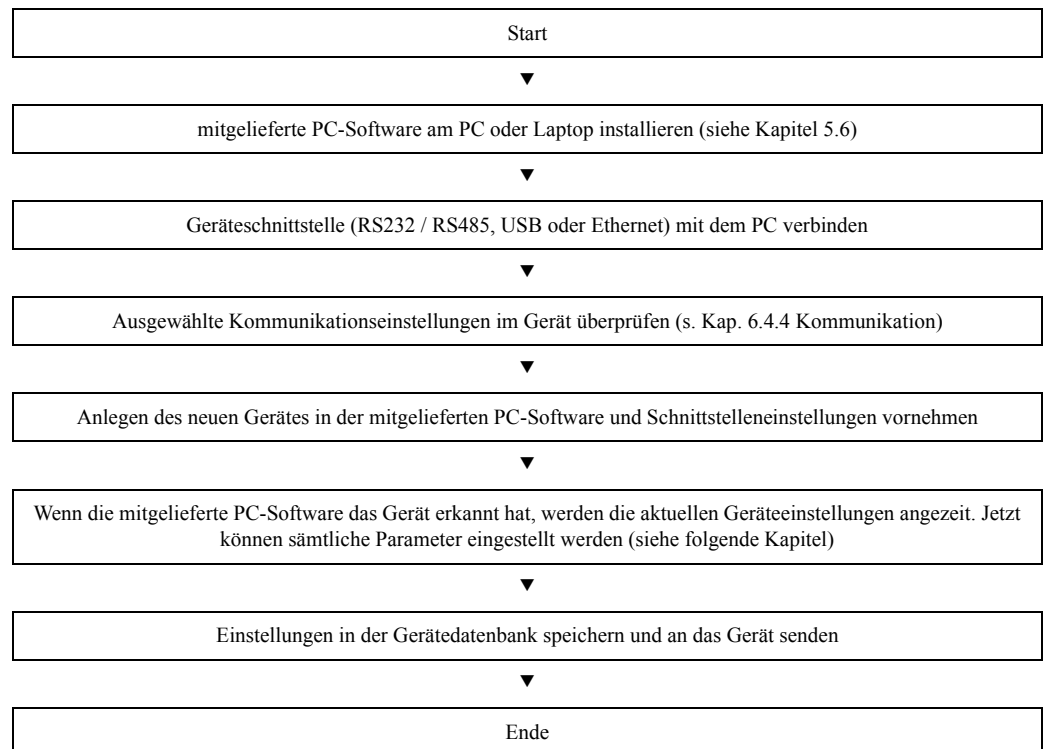 Start
▼
mitgelieferte PC-Software am PC oder Laptop installieren (siehe Kapitel 5.6)
▼
Geräteschnittstelle (RS232 / RS485, USB oder Ethernet) mit dem PC verbinden
▼
Ausgewählte Kommunikationseinstellungen im Gerät überprüfen (s. Kap. 6.4.4 Kommunikation)
▼
Anlegen des neuen Gerätes in der mitgelieferten PC-Software und Schnittstelleneinstellungen vornehmen
▼
Wenn die mitgelieferte PC-Software das Gerät erkannt hat, werden die aktuellen Geräteeinstellungen angezeit. Jetzt
können sämtliche Parameter eingestellt werden (siehe folgende Kapitel)
▼
Einstellungen in der Gerätedatenbank speichern und an das Gerät senden
▼
Ende